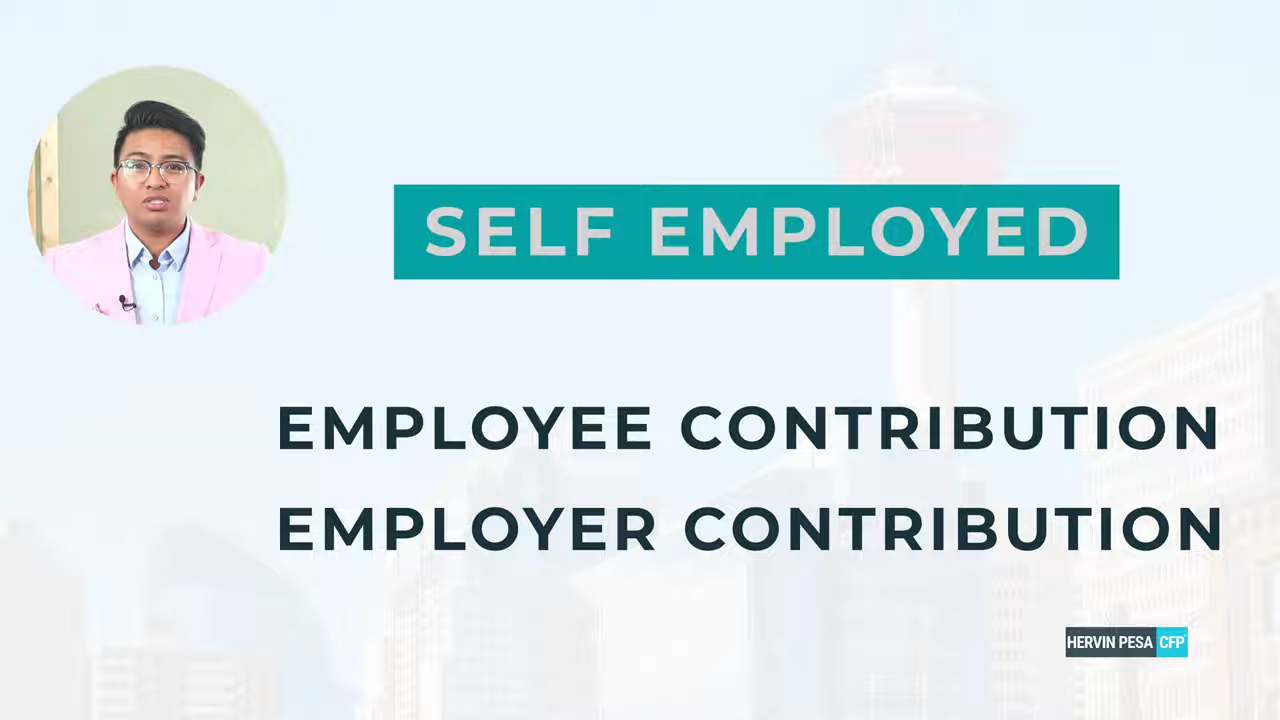 SELF EMPLOYED
EMPLOYEE CONTRIBUTION
EMPLOYER CONTRIBUTION
HERVIN PESA CFP